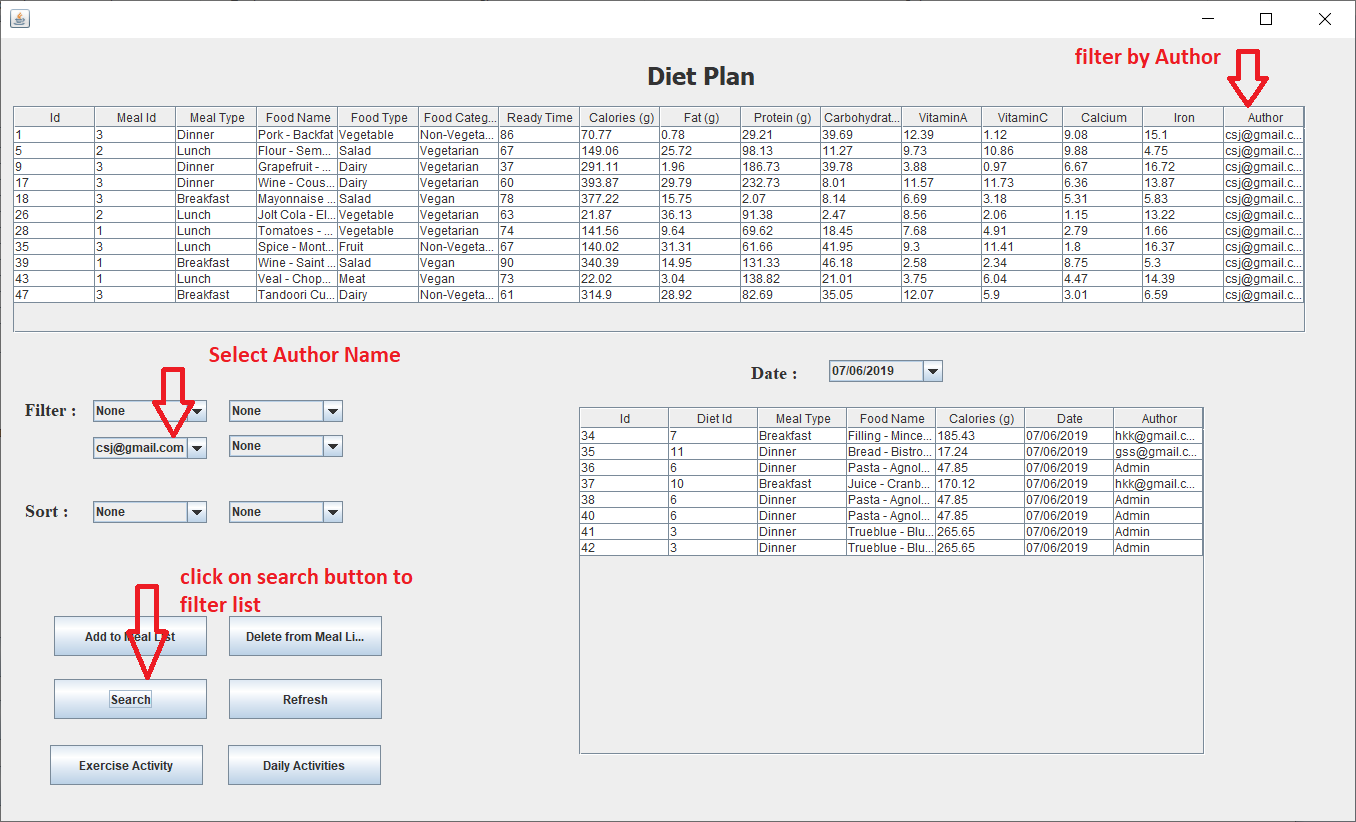 filter by Author
Diet Plan
Id Meal Id Meal Type Food Name Food Type Food Categ... Ready Time Calories (g) Fat (g) Protein (g) Carbohydrat... VitaminA VitaminC Calcium Iron Author
1 3 Dinner Pork - Backfat Vegetable Non-Vegeta... 86 70.77 0.78 29.21 39.69 12.39 1.12 9.08 15.1 csj@gmail.c...
5 2 Lunch Flour - Sem... Salad Vegetarian 67 149.06 25.72 98.13 11.27 9.73 10.86 9.88 4.75 csj@gmail.c...
9 3 Dinner Grapefruit - ... Dairy Vegetarian 37 291.11 1.96 186.73 39.78 3.88 0.97 6.67 16.72 csj@gmail.c...
17 3 Dinner Wine - Cous... Dairy Vegetarian 60 393.87 29.79 232.73 8.01 11.57 11.73 6.36 13.87 csj@gmail.c...
18 3 Breakfast Mayonnaise ... Salad Vegan 78 377.22 15.75 2.07 8.14 6.69 3.18 5.31 5.83 csj@gmail.c...
26 2 Lunch Jolt Cola - El... Vegetable Vegetarian 63 21.87 36.13 91.38 2.47 8.56 2.06 1.15 13.22 csj@gmail.c...
28 1 Lunch Tomatoes - ... Vegetable Vegetarian 74 141.56 9.64 69.62 18.45 7.68 4.91 2.79 1.66 csj@gmail.c...
35 3 Lunch Spice - Mont... Fruit Non-Vegeta... 67 140.02 31.31 61.66 41.95 9.3 11.41 1.8 16.37 csj@gmail.c...
39 1 Breakfast Wine - Saint ... Salad Vegan 90 340.39 14.95 131.33 46.18 2.58 2.34 8.75 5.3 csj@gmail.c...
43 1 Lunch Veal - Chop... Meat Vegan 73 22.02 3.04 138.82 21.01 3.75 6.04 4.47 14.39 csj@gmail.c...
47 3 Breakfast Tandoori Cu... Dairy Non-Vegeta... 61 314.9 28.92 82.69 35.05 12.07 5.9 3.01 6.59 csj@gmail.c...
Select Author Name
Filter : None None
csj@gmail.com None
Sort : None None
click on search button to
filter list
Add to Meal List Delete from Meal Li...
Search Refresh
Exercise Activity Daily Activities
Date : 07/06/2019
Id Diet Id Meal Type Food Name Calories (g) Date Author
34 7 Breakfast Filling - Mince... 185.43 07/06/2019 hkk@gmail.c...
35 11 Dinner Bread - Bistro... 17.24 07/06/2019 gss@gmail.c...
36 6 Dinner Pasta - Agnol... 47.85 07/06/2019 Admin
37 10 Breakfast Juice - Cranb... 170.12 07/06/2019 hkk@gmail.c...
38 6 Dinner Pasta - Agnol... 47.85 07/06/2019 Admin
40 6 Dinner Pasta - Agnol... 47.85 07/06/2019 Admin
41 3 Dinner Trueblue - Blu... 265.65 07/06/2019 Admin
42 3 Dinner Trueblue - Blu... 265.65 07/06/2019 Admin